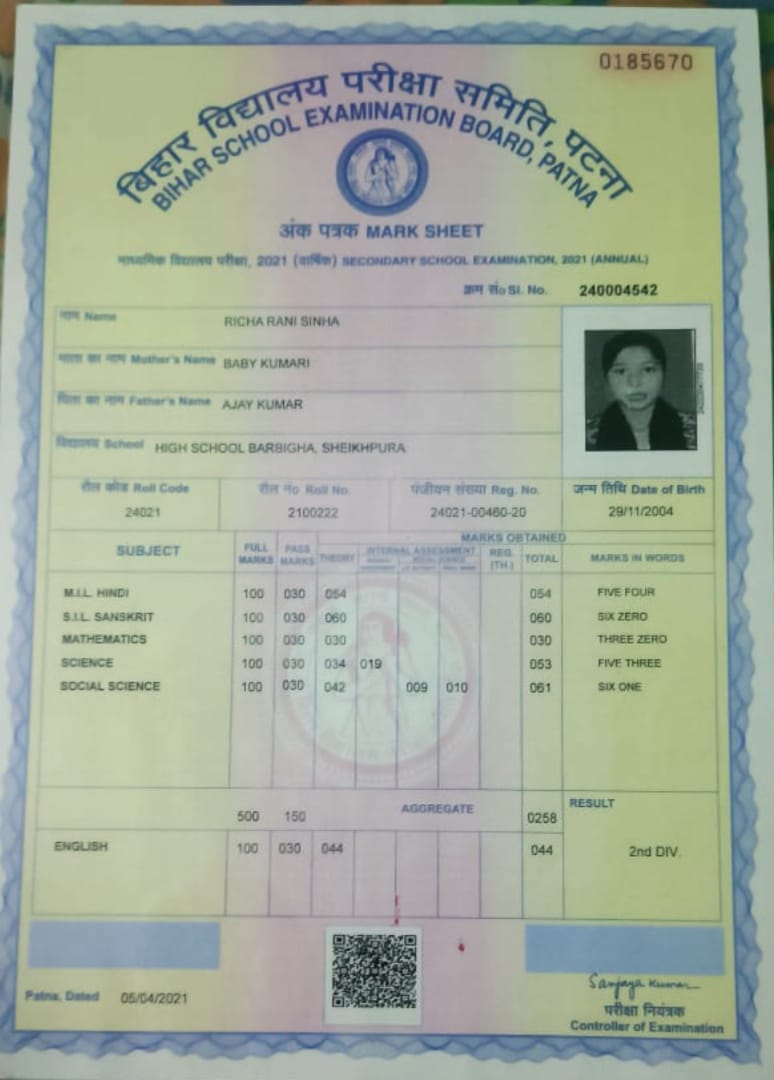 0185670
बिहार विद्यालय परीक्षा समिति, पटना
BIHAR SCHOOL EXAMINATION BOARD, PATNA
अंक पत्रक MARK SHEET
माध्यमिक विद्यालय परीक्षा, 2021 (वार्षिक) SECONDARY SCHOOL EXAMINATION, 2021 (ANNUAL)
क्रम सं० Sl. No. 240004542
नाम Name RICHA RANI SINHA
माता का नाम Mother's Name BABY KUMARI
पिता का नाम Father's Name AJAY KUMAR
विद्यालय School HIGH SCHOOL BARBIGHA, SHEIKHPURA
रौल कोड Roll Code रौल नं० Roll No. पंजीयन संख्या Reg. No. जन्म तिथि Date of Birth
24021 2100222 24021-00460-20 29/11/2004
MARKS OBTAINED
SUBJECT FULL MARKS PASS MARKS THEORY INTERNAL ASSESSMENT REG. (TH.) TOTAL MARKS IN WORDS
M.I.L. HINDI 100 030 054 054 FIVE FOUR
S.I.L. SANSKRIT 100 030 060 060 SIX ZERO
MATHEMATICS 100 030 030 030 THREE ZERO
SCIENCE 100 030 034 019 053 FIVE THREE
SOCIAL SCIENCE 100 030 042 009 010 061 SIX ONE
500 150 AGGREGATE 0258 RESULT
ENGLISH 100 030 044 044 2nd DIV.
Patna, Dated 05/04/2021
Sanjaya Kumar
परीक्षा नियंत्रक
Controller of Examination